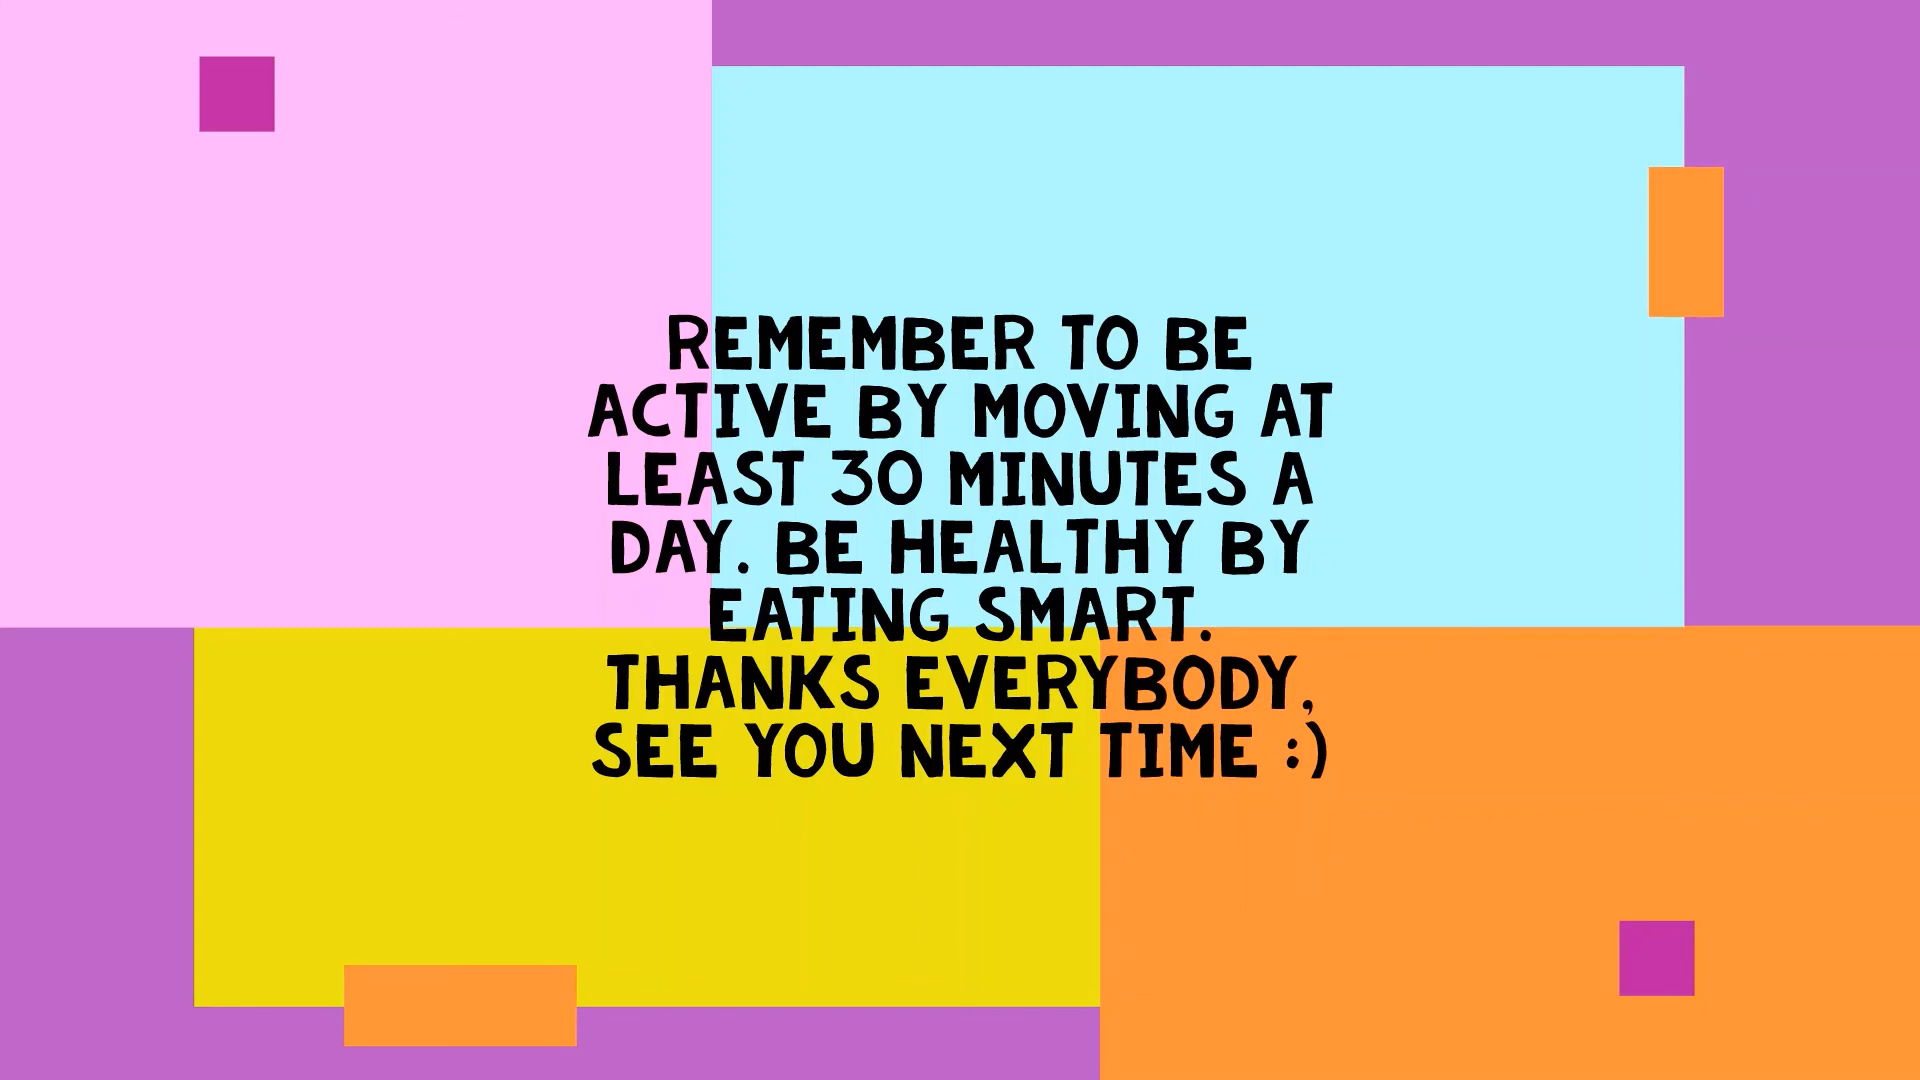 REMEMBER TO BE
ACTIVE BY MOVING AT
LEAST 30 MINUTES A
DAY. BE HEALTHY BY
EATING SMART.
THANKS EVERYBODY,
SEE YOU NEXT TIME :)